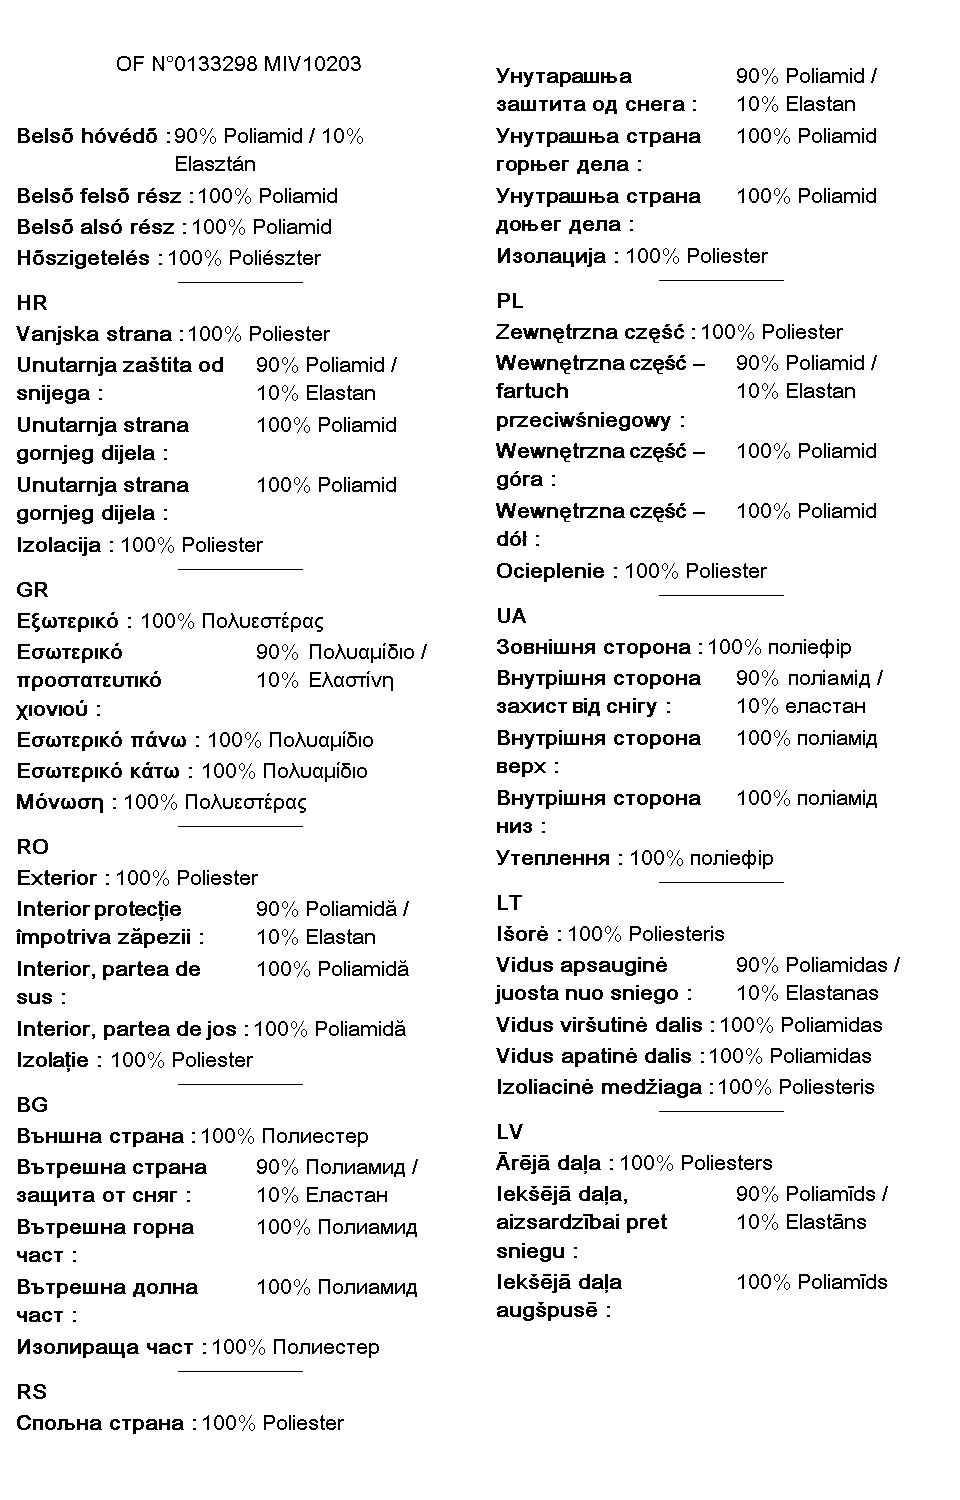 OF N°0133298 MIV10203
Belsõ hóvédõ : 90% Poliamid / 10%
Elasztán
Belsõ felsõ rész : 100% Poliamid
Belsõ alsó rész : 100% Poliamid
Hõszigetelés : 100% Poliészter
HR
Vanjska strana : 100% Poliester
Unutarnja zaštita od 90% Poliamid /
snijega : 10% Elastan
Unutarnja strana 100% Poliamid
gornjeg dijela :
Unutarnja strana 100% Poliamid
gornjeg dijela :
Izolacija : 100% Poliester
GR
Εξωτερικό : 100% Πολυεστέρας
Εσωτερικό 90% Πολυαμίδιο /
προστατευτικό 10% Ελαστίνη
χιονιού :
Εσωτερικό πάνω : 100% Πολυαμίδιο
Εσωτερικό κάτω : 100% Πολυαμίδιο
Μόνωση : 100% Πολυεστέρας
RO
Exterior : 100% Poliester
Interior protecţie 90% Poliamidă /
împotriva zăpezii : 10% Elastan
Interior, partea de 100% Poliamidă
sus :
Interior, partea de jos : 100% Poliamidă
Izolaţie : 100% Poliester
BG
Външна страна : 100% Полиестер
Вътрешна страна 90% Полиамид /
защита от сняг : 10% Еластан
Вътрешна горна 100% Полиамид
част :
Вътрешна долна 100% Полиамид
част :
Изолираща част : 100% Полиестер
RS
Спољна страна : 100% Poliester
Унутарашња 90% Poliamid /
заштита од снега : 10% Elastan
Унутрашња страна 100% Poliamid
горњег дела :
Унутрашња страна 100% Poliamid
доњег дела :
Изолација : 100% Poliester
PL
Zewnętrzna część : 100% Poliester
Wewnętrzna część – 90% Poliamid /
fartuch 10% Elastan
przeciwśniegowy :
Wewnętrzna część – 100% Poliamid
góra :
Wewnętrzna część – 100% Poliamid
dół :
Ocieplenie : 100% Poliester
UA
Зовнішня сторона : 100% поліефір
Внутрішня сторона 90% поліамід /
захист від снігу : 10% еластан
Внутрішня сторона 100% поліамід
верх :
Внутрішня сторона 100% поліамід
низ :
Утеплення : 100% поліефір
LT
Išorė : 100% Poliesteris
Vidus apsauginė 90% Poliamidas /
juosta nuo sniego : 10% Elastanas
Vidus viršutinė dalis : 100% Poliamidas
Vidus apatinė dalis : 100% Poliamidas
Izoliacinė medžiaga : 100% Poliesteris
LV
Ārējā daļa : 100% Poliesters
Iekšējā daļa, 90% Poliamīds /
aizsardzībai pret 10% Elastāns
sniegu :
Iekšējā daļa 100% Poliamīds
augšpusē :